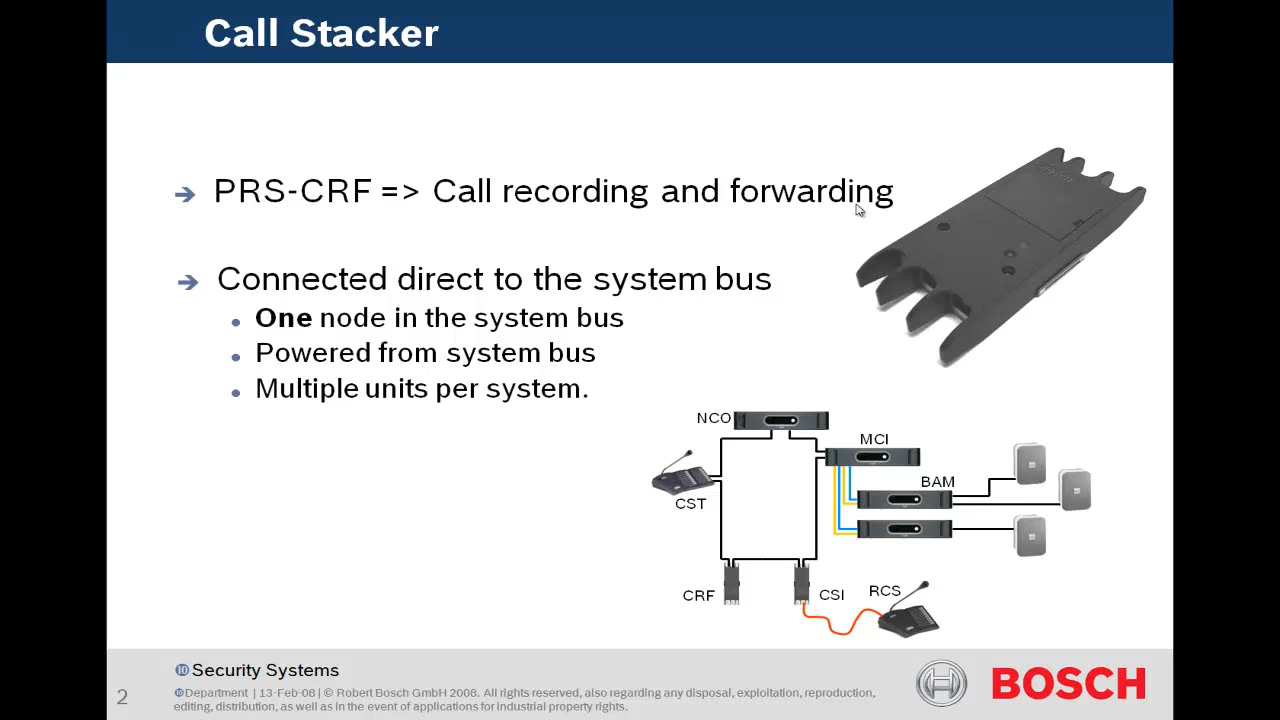 Call Stacker
PRS-CRF => Call recording and forwarding
Connected direct to the system bus
One node in the system bus
Powered from system bus
Multiple units per system.
NCO
MCI
BAM
CST
CRF
CSI
RCS
Security Systems
Department | 13-Feb-08 | © Robert Bosch GmbH 2008. All rights reserved, also regarding any disposal, exploitation, reproduction,
editing, distribution, as well as in the event of applications for industrial property rights.
2
BOSCH